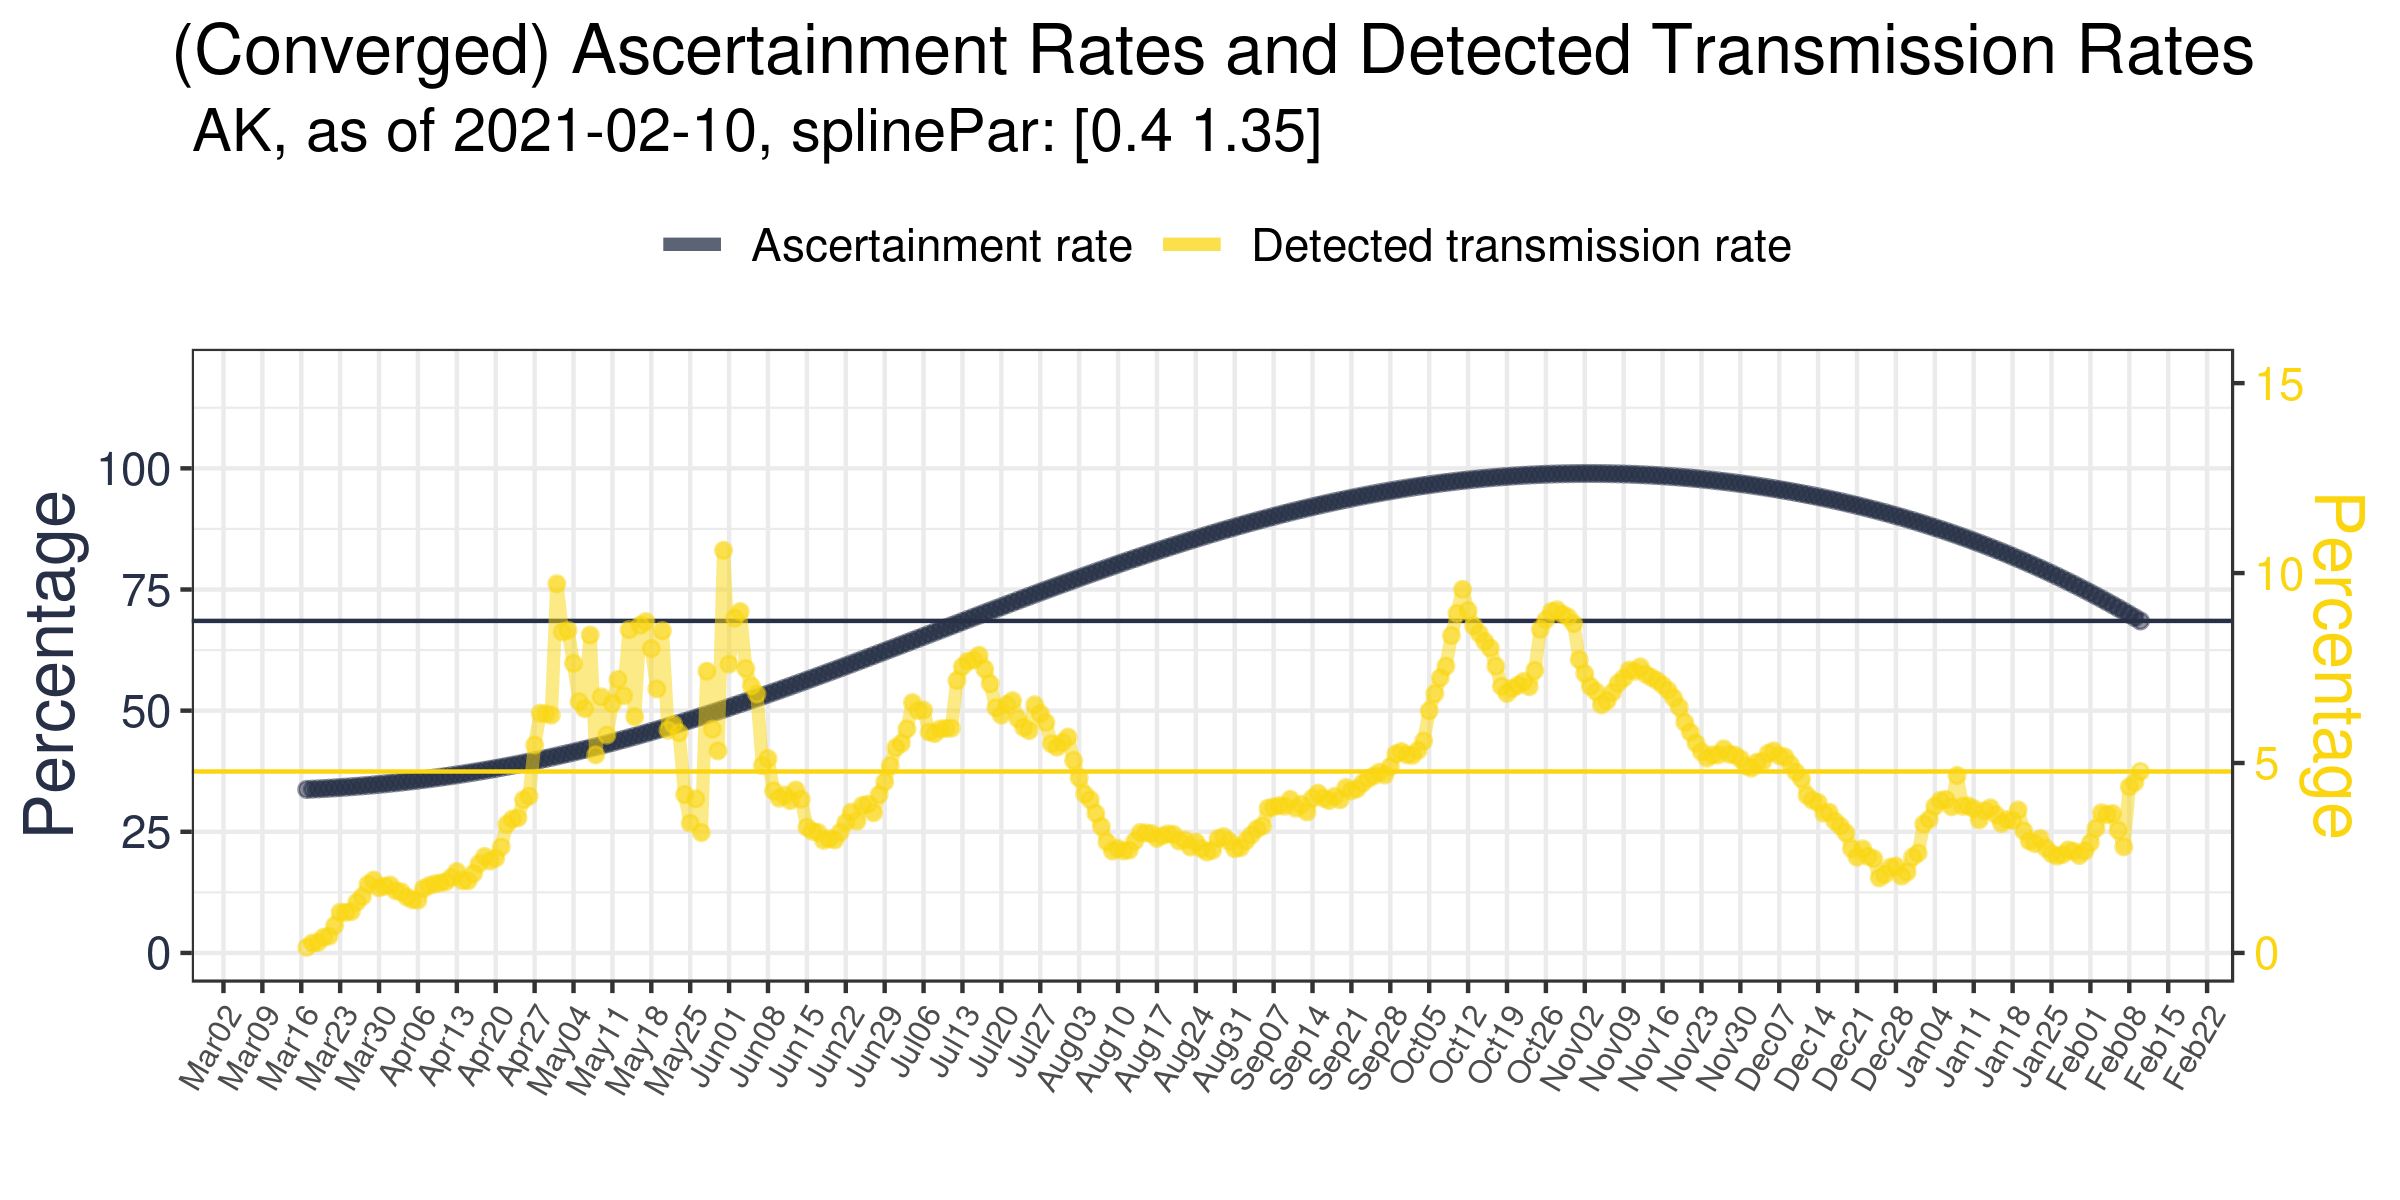 (Converged) Ascertainment Rates and Detected Transmission Rates
AK, as of 2021-02-10, splinePar: [0.4 1.35]
Ascertainment rate
Detected transmission rate
Percentage
100
75
50
25
0
15
10
5
0
Percentage
Mar02
Mar09
Mar16
Mar23
Mar30
Apr06
Apr13
Apr20
Apr27
May04
May11
May18
May25
Jun01
Jun08
Jun15
Jun22
Jun29
Jul06
Jul13
Jul20
Jul27
Aug03
Aug10
Aug17
Aug24
Aug31
Sep07
Sep14
Sep21
Sep28
Oct05
Oct12
Oct19
Oct26
Nov02
Nov09
Nov16
Nov23
Nov30
Dec07
Dec14
Dec21
Dec28
Jan04
Jan11
Jan18
Jan25
Feb01
Feb08
Feb15
Feb22